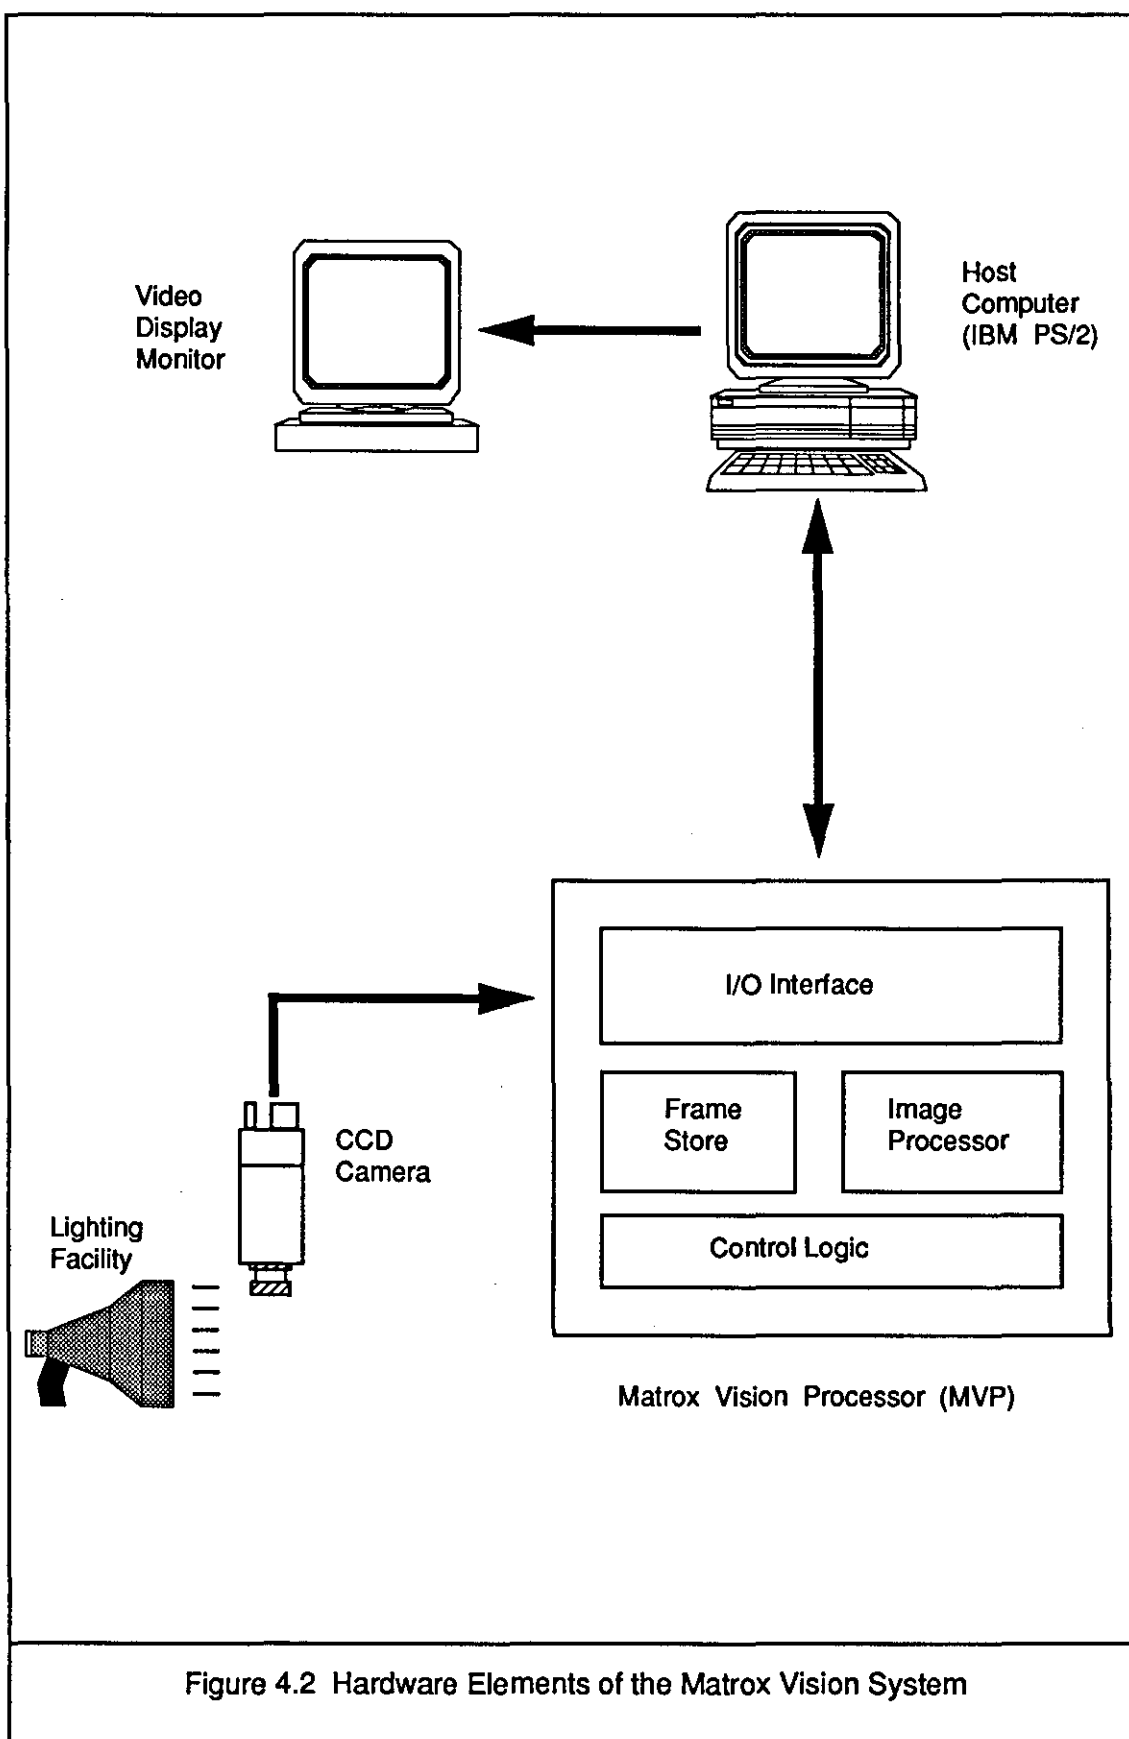 Video
Display
Monitor
Host
Computer
(IBM PS/2)
I/O Interface
Frame
Store
Image
Processor
Control Logic
CCD
Camera
Lighting
Facility
Matrox Vision Processor (MVP)
Figure 4.2 Hardware Elements of the Matrox Vision System